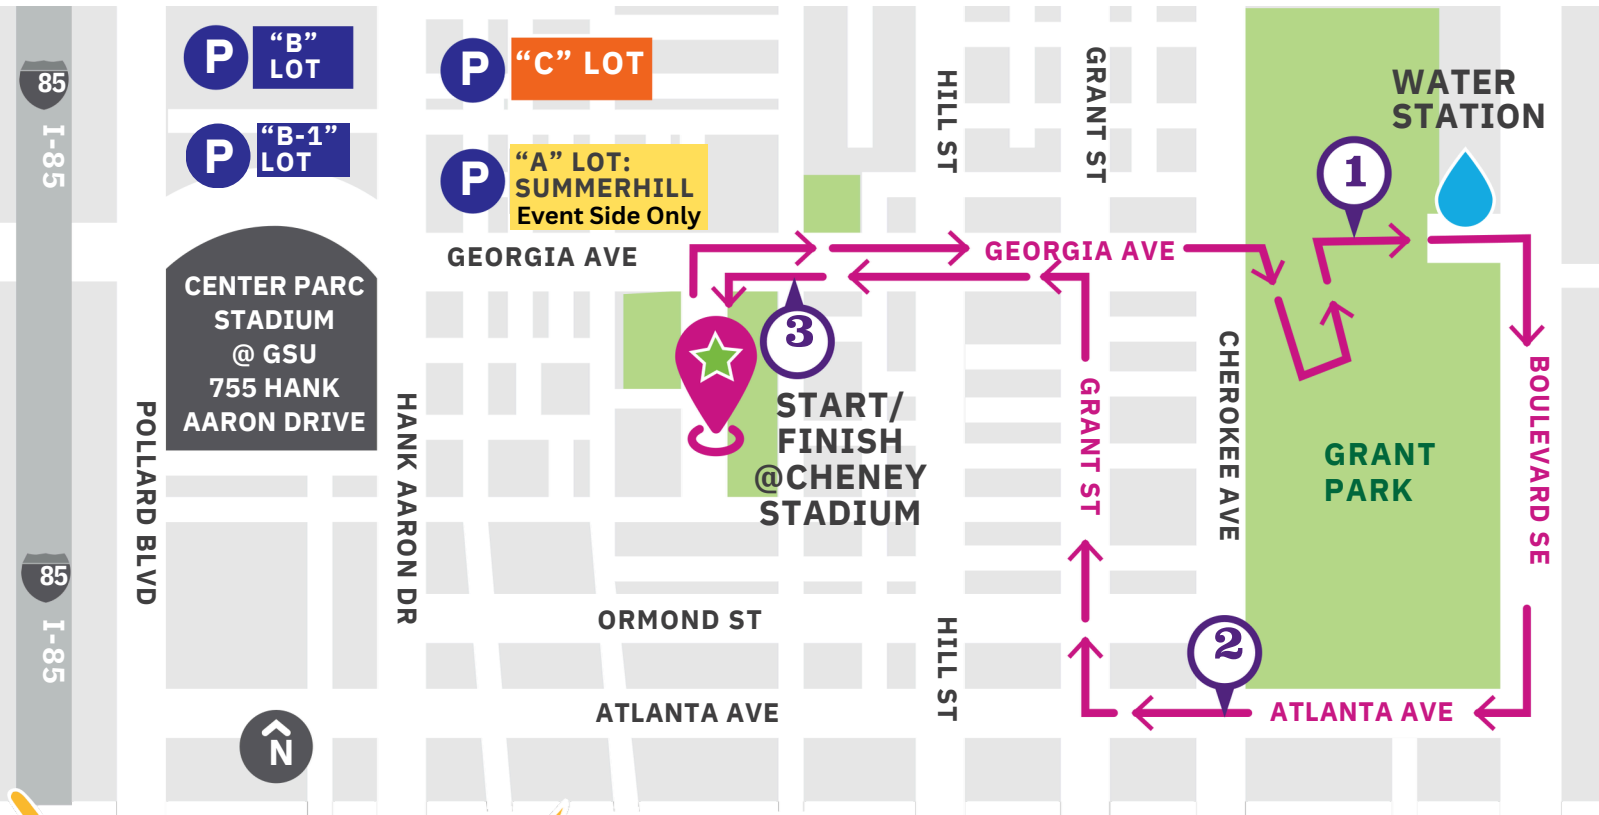 85
I-85
P
“B”
LOT
P
“B-1”
LOT
P
“C” LOT
P
“A” LOT:
SUMMERHILL
Event Side Only
HILL ST
GRANT ST
WATER
STATION
1
GEORGIA AVE
GEORGIA AVE
CENTER PARC
STADIUM
@ GSU
755 HANK
AARON DRIVE
3
START/
FINISH
@CHENEY
STADIUM
POLLARD BLVD
HANK AARON DR
GRANT ST
CHEROKEE AVE
GRANT
PARK
BOULEVARD SE
85
I-85
ORMOND ST
HILL ST
2
ATLANTA AVE
ATLANTA AVE
N